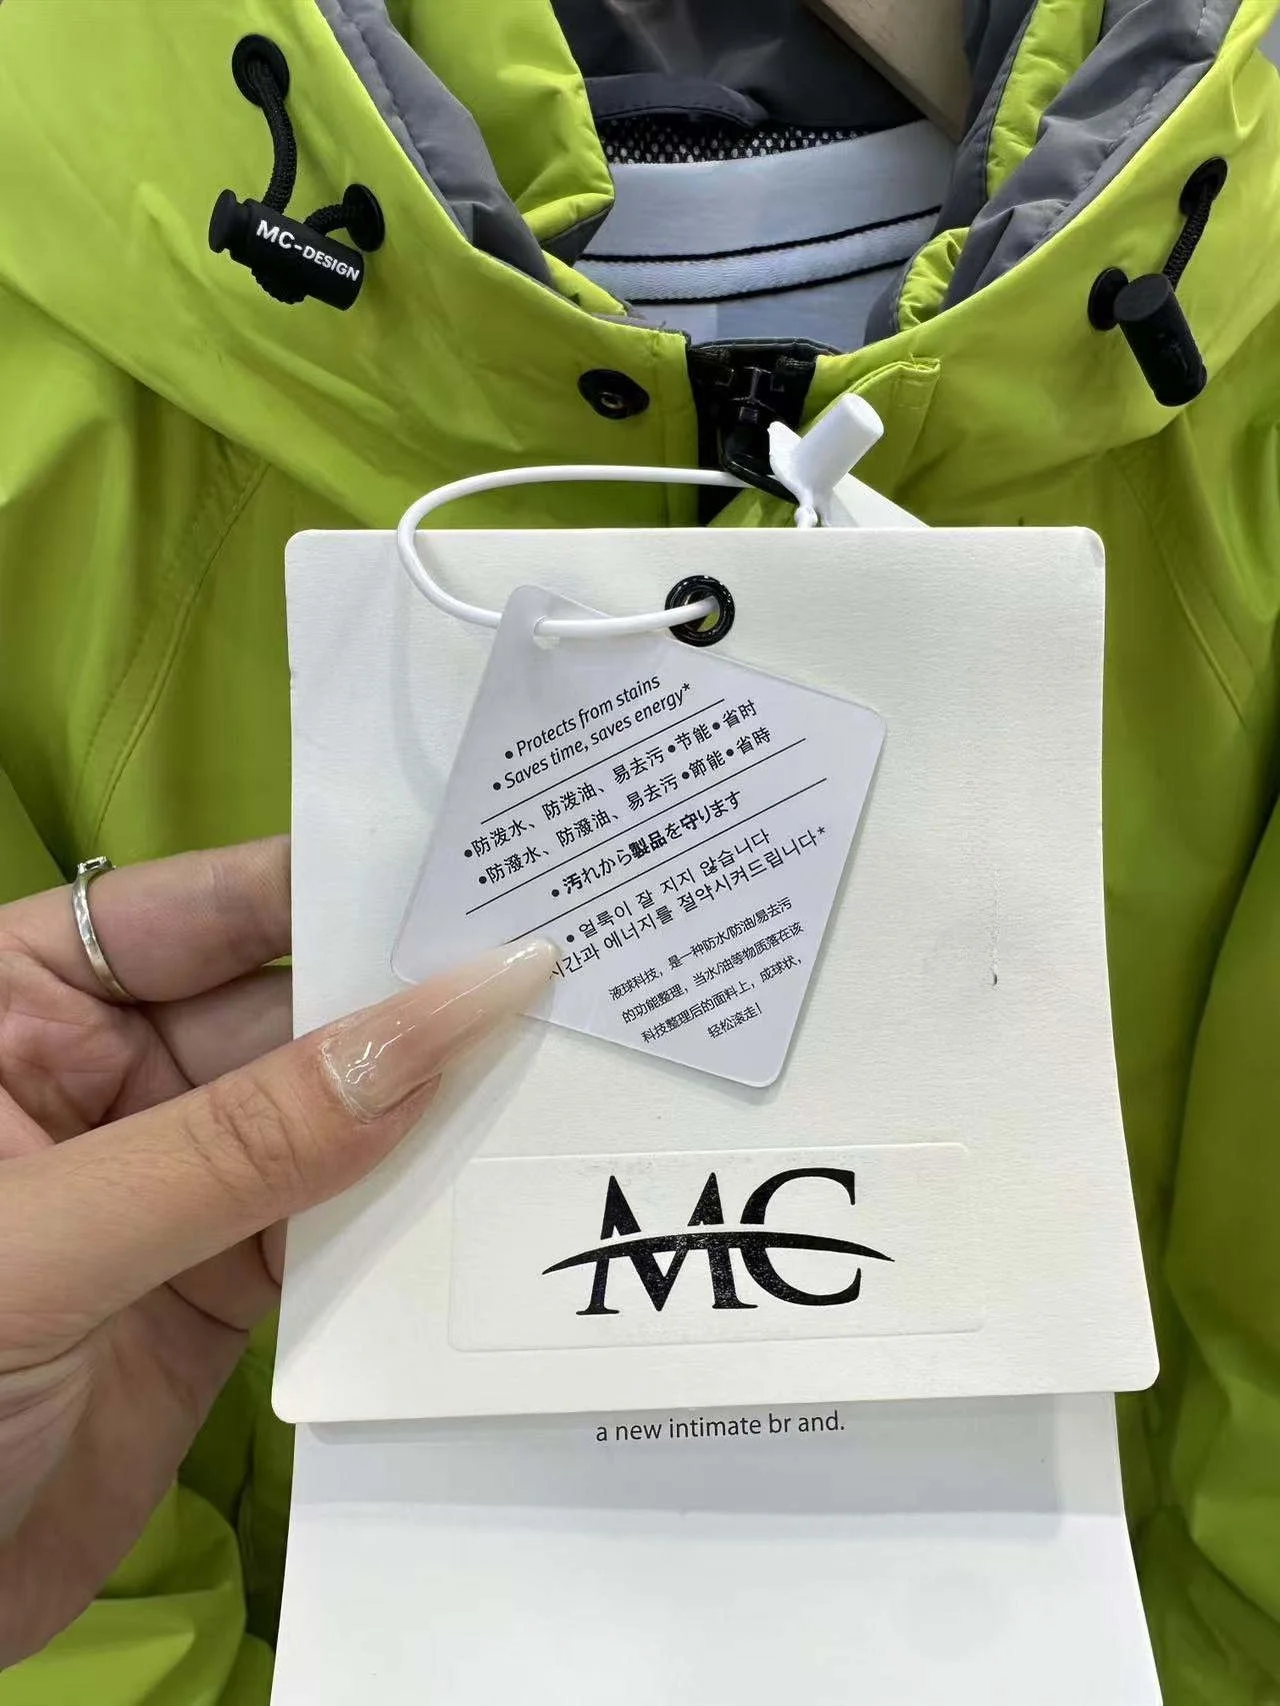 MC-DESIGN
• Protects from stains
• Saves time, saves energy*
•防泼水、防泼油、易去污•节能•省时
•防潑水、防潑油、易去污•節能•省時
• 汚れから製品を守ります
• 얼룩이 잘 지지 않습니다
시간과 에너지를 절약시켜드립니다*
液球科技，是一种防水/防油/易去污
的功能整理，当水/油等物质落在该
科技整理后的面料上，成球状，
轻松滚走！
MC
a new intimate br and.